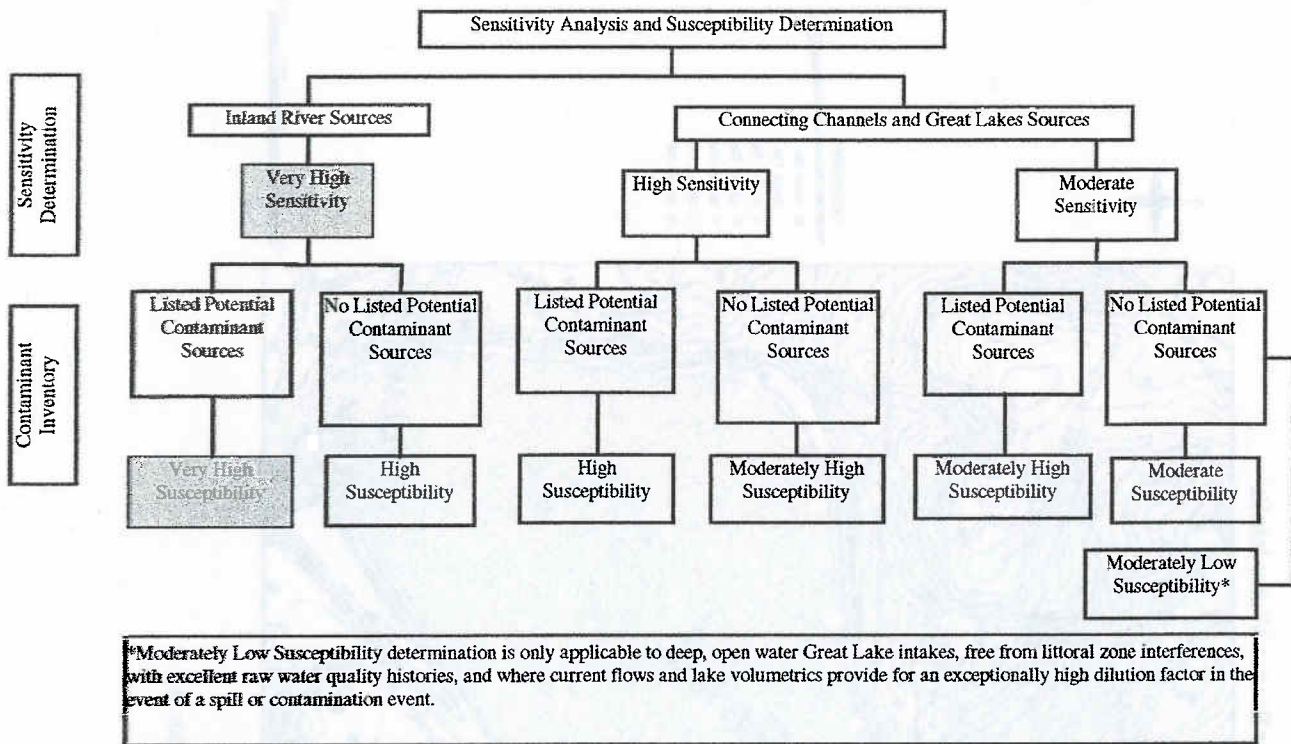 Sensitivity Analysis and Susceptibility Determination
Sensitivity
Determination
Inland River Sources
Connecting Channels and Great Lakes Sources
Very High
Sensitivity
High Sensitivity
Moderate
Sensitivity
Contaminant
Inventory
Listed Potential
Contaminant
Sources
No Listed Potential
Contaminant
Sources
Listed Potential
Contaminant
Sources
No Listed Potential
Contaminant
Sources
Listed Potential
Contaminant
Sources
No Listed Potential
Contaminant
Sources
Very High
Susceptibility
High
Susceptibility
High
Susceptibility
Moderately High
Susceptibility
Moderately High
Susceptibility
Moderate
Susceptibility
Moderately Low
Susceptibility*
*Moderately Low Susceptibility determination is only applicable to deep, open water Great Lake intakes, free from littoral zone interferences,
with excellent raw water quality histories, and where current flows and lake volumetrics provide for an exceptionally high dilution factor in the
event of a spill or contamination event.